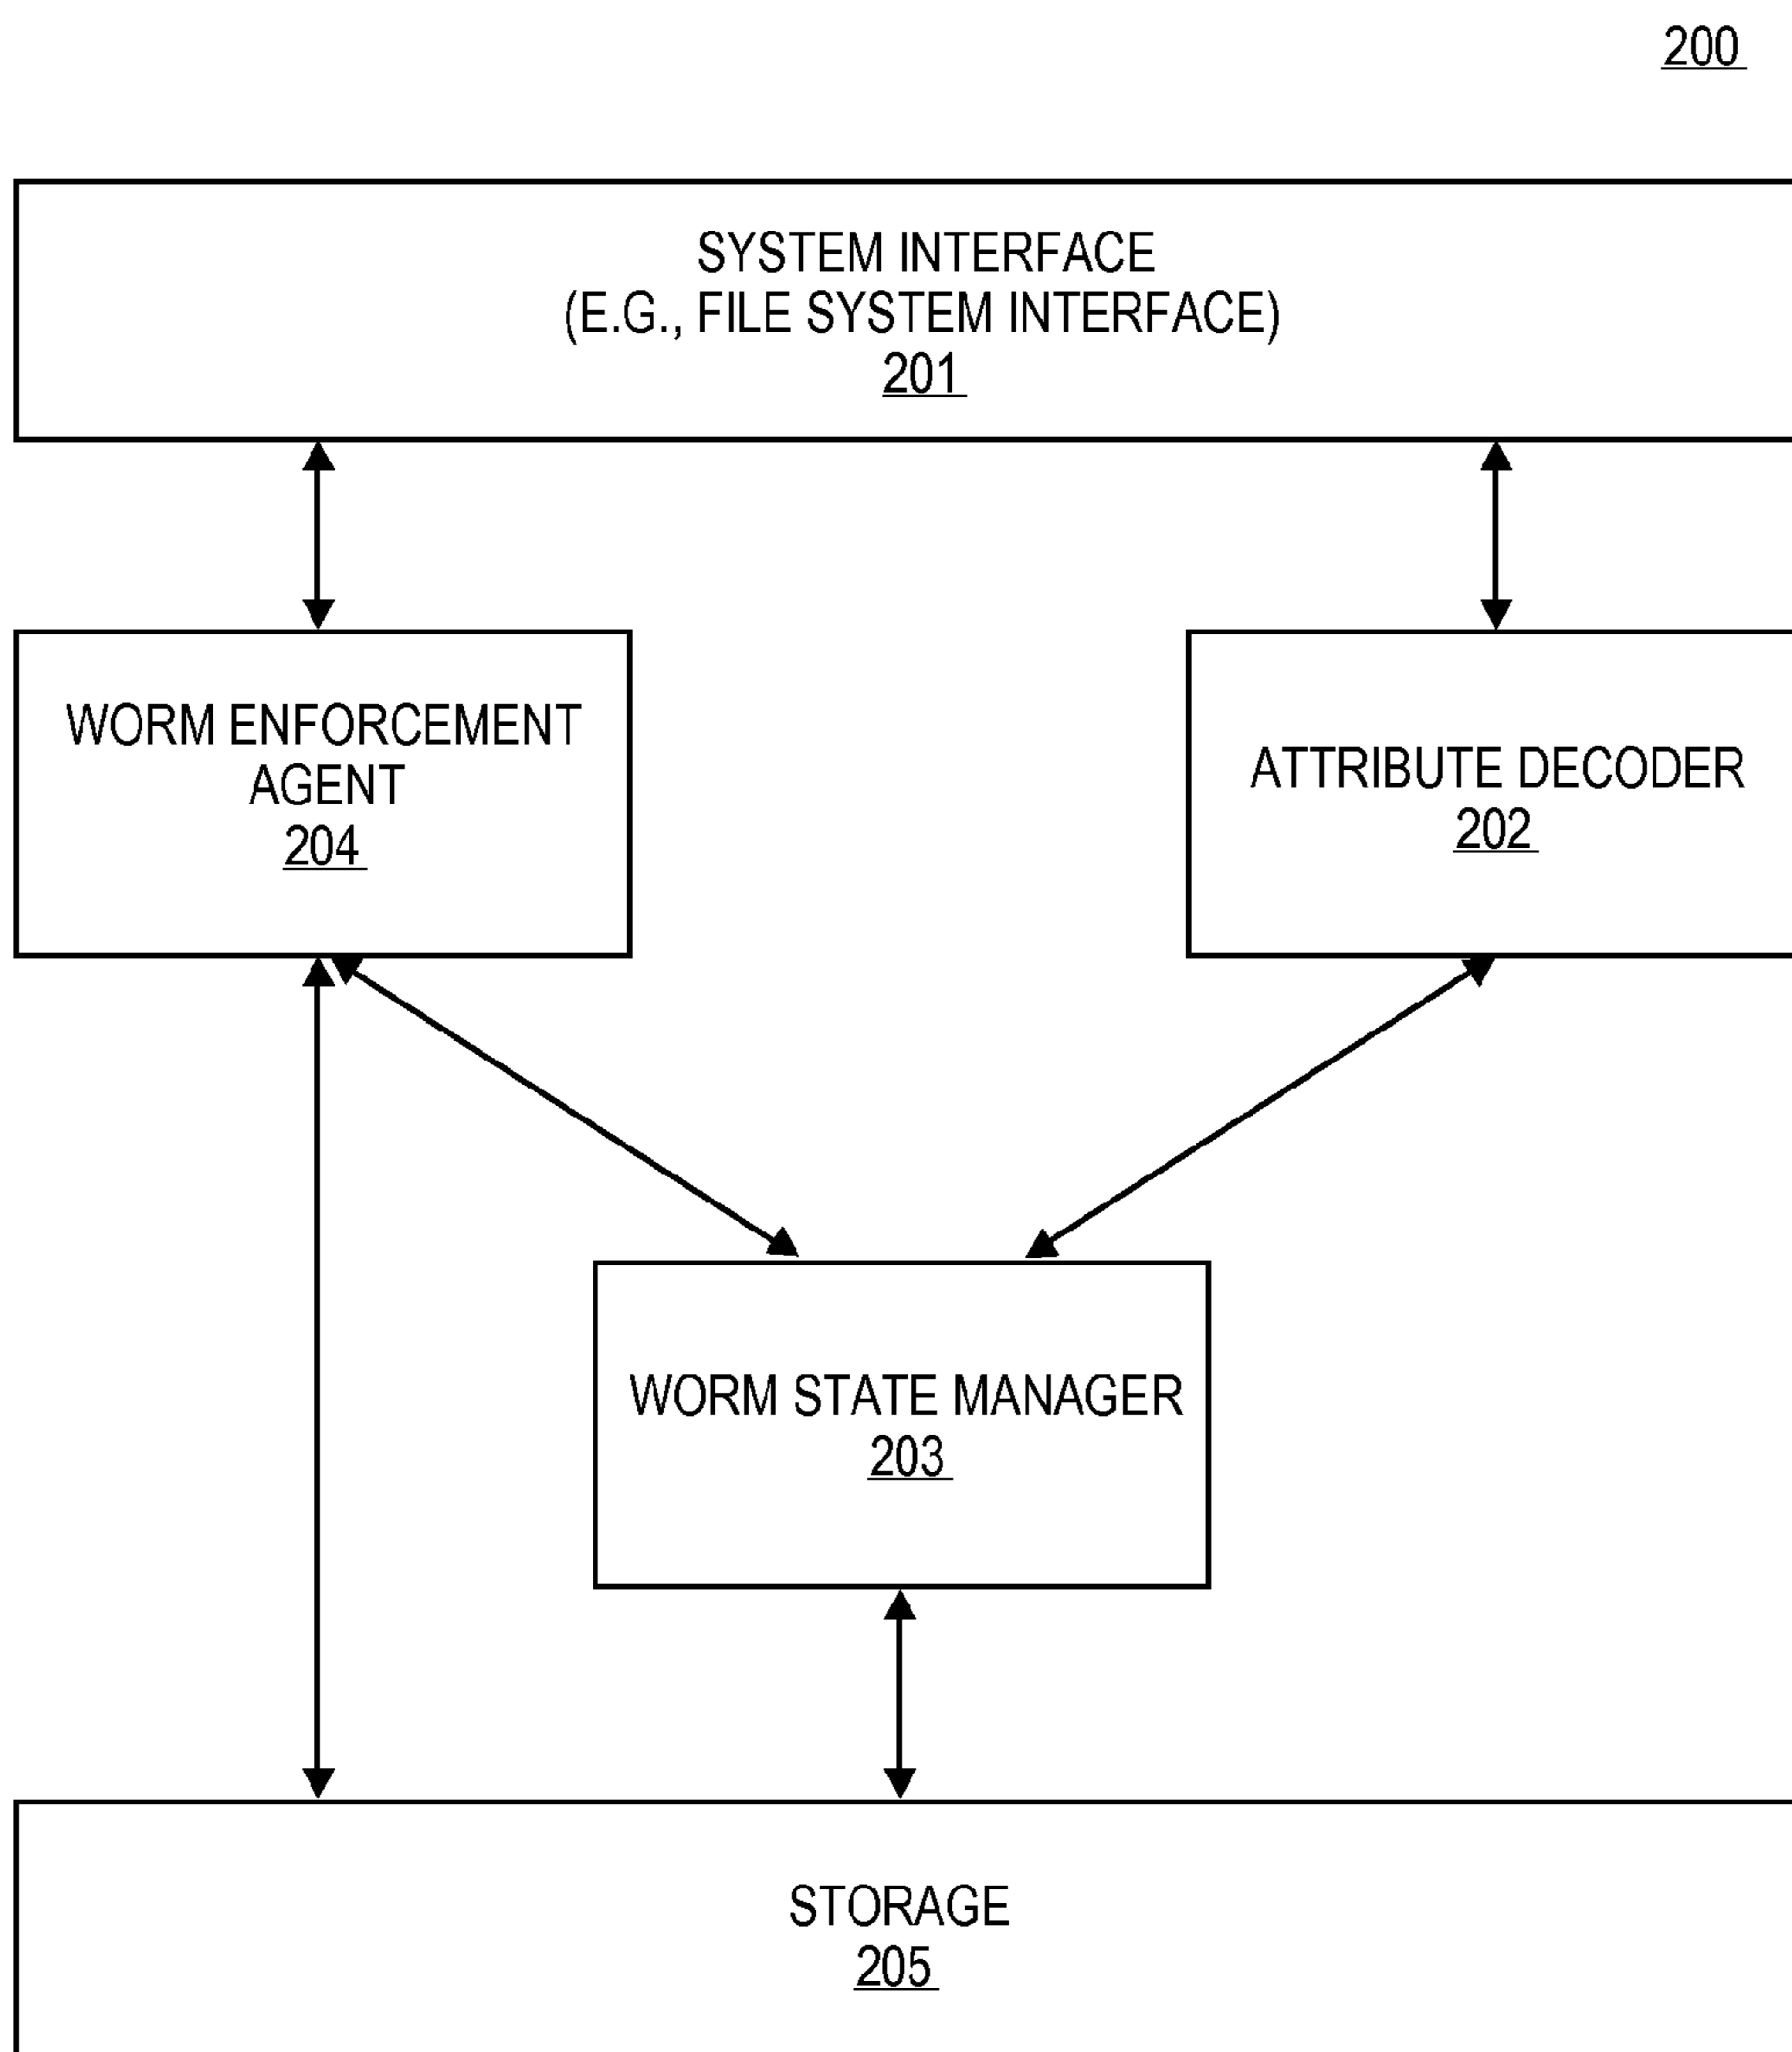 200
SYSTEM INTERFACE
(E.G., FILE SYSTEM INTERFACE)
201
WORM ENFORCEMENT
AGENT
204
ATTRIBUTE DECODER
202
WORM STATE MANAGER
203
STORAGE
205